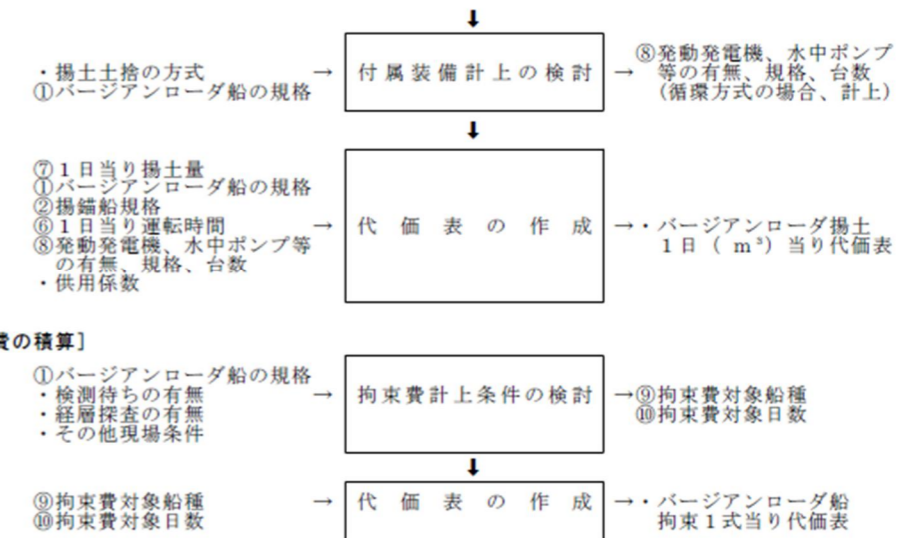 ⬇
・揚土土捨の方式
①バージアンローダ船の規格
→
付属装備計上の検討
→
⑧発動発電機、水中ポンプ
等の有無、規格、台数
(循環方式の場合、計上)
⬇
⑦1日当り揚土量
①バージアンローダ船の規格
②揚錨船規格
⑥1日当り運転時間
⑧発動発電機、水中ポンプ等
の有無、規格、台数
・供用係数
→
代価表の作成
→・バージアンローダ揚土
1日( m³)当り代価表
費の積算]
①バージアンローダ船の規格
・検測待ちの有無
・経層探査の有無
・その他現場条件
→
拘束費計上条件の検討
→⑨拘束費対象船種
⑩拘束費対象日数
⬇
⑨拘束費対象船種
⑩拘束費対象日数
→
代価表の作成
→・バージアンローダ船
拘束1式当り代価表